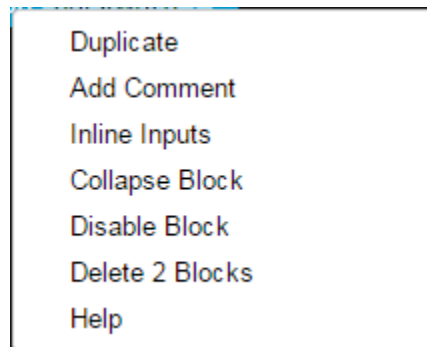 Duplicate
Add Comment
Inline Inputs
Collapse Block
Disable Block
Delete 2 Blocks
Help